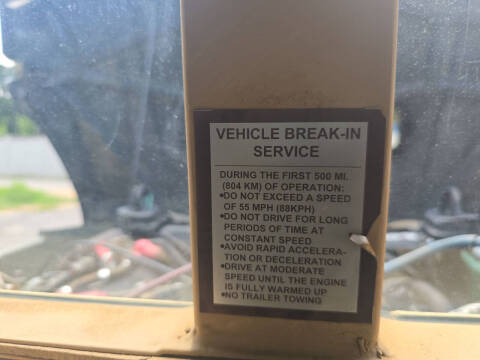 VEHICLE BREAK-IN
SERVICE
DURING THE FIRST 500 MI.
(804 KM) OF OPERATION:
•DO NOT EXCEED A SPEED
OF 55 MPH (88KPH)
•DO NOT DRIVE FOR LONG
PERIODS OF TIME AT
CONSTANT SPEED
•AVOID RAPID ACCELERA-
TION OR DECELERATION
•DRIVE AT MODERATE
SPEED UNTIL THE ENGINE
IS FULLY WARMED UP
•NO TRAILER TOWING